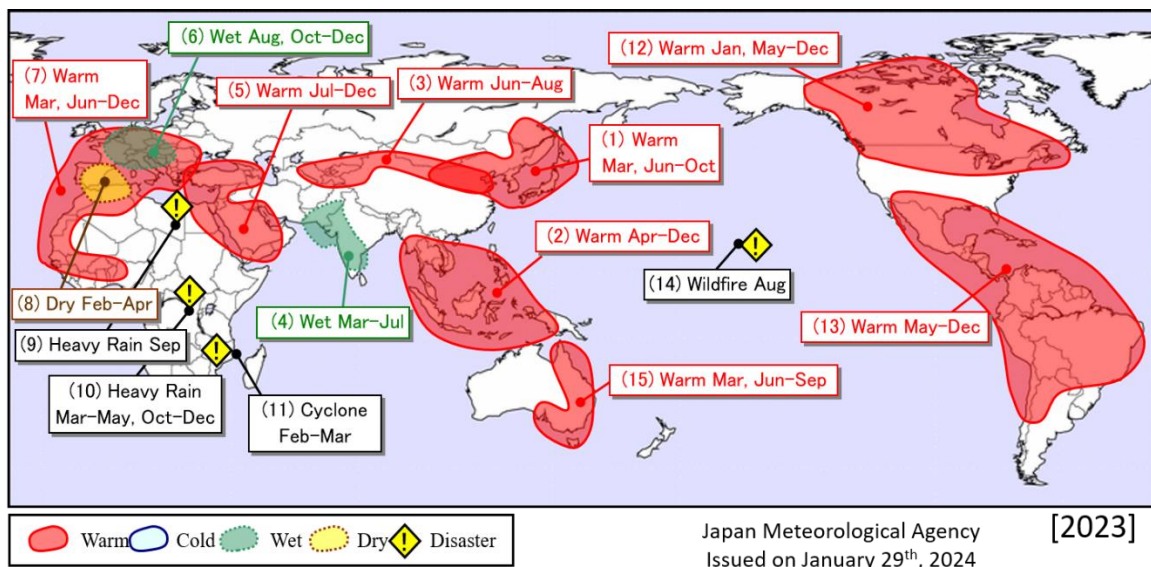 (6) Wet Aug, Oct-Dec
(12) Warm Jan, May-Dec
(7) Warm
Mar, Jun-Dec
(5) Warm Jul-Dec
(3) Warm Jun-Aug
(1) Warm
Mar, Jun-Oct
(2) Warm Apr-Dec
(14) Wildfire Aug
(8) Dry Feb-Apr
(4) Wet Mar-Jul
(13) Warm May-Dec
(9) Heavy Rain Sep
(10) Heavy Rain
Mar-May, Oct-Dec
(11) Cyclone
Feb-Mar
(15) Warm Mar, Jun-Sep
Warm Cold Wet Dry Disaster
Japan Meteorological Agency
Issued on January 29th, 2024
[2023]